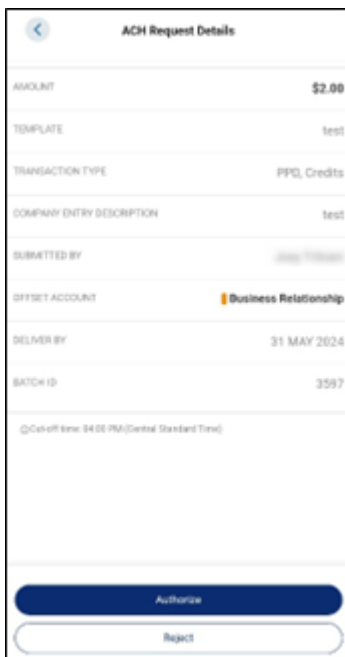 ACH Request Details
AMOUNT $2.00
TEMPLATE test
TRANSACTION TYPE PPD, Credits
COMPANY ENTRY DESCRIPTION test
SUBMITTED BY
OFFSET ACCOUNT Business Relationship
DELIVER BY 31 MAY 2024
BATCH ID 3597
Cut-off time: 04:00 PM (Central Standard Time)
Authorize
Reject